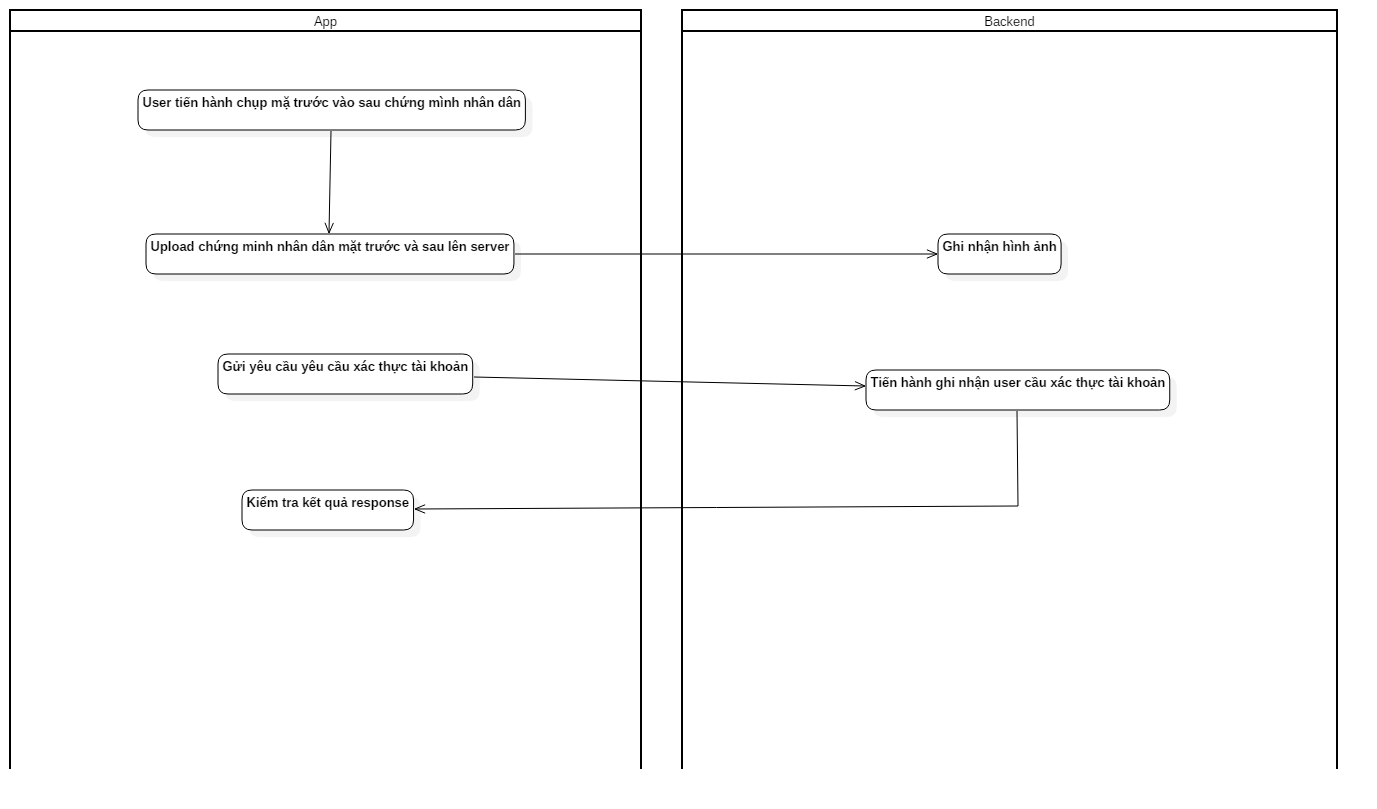 App
Backend
User tiến hành chụp mặ trước vào sau chứng mình nhân dân
Upload chứng minh nhân dân mặt trước và sau lên server
Ghi nhận hình ảnh
Gửi yêu cầu yêu cầu xác thực tài khoản
Tiến hành ghi nhận user cầu xác thực tài khoản
Kiểm tra kết quả response